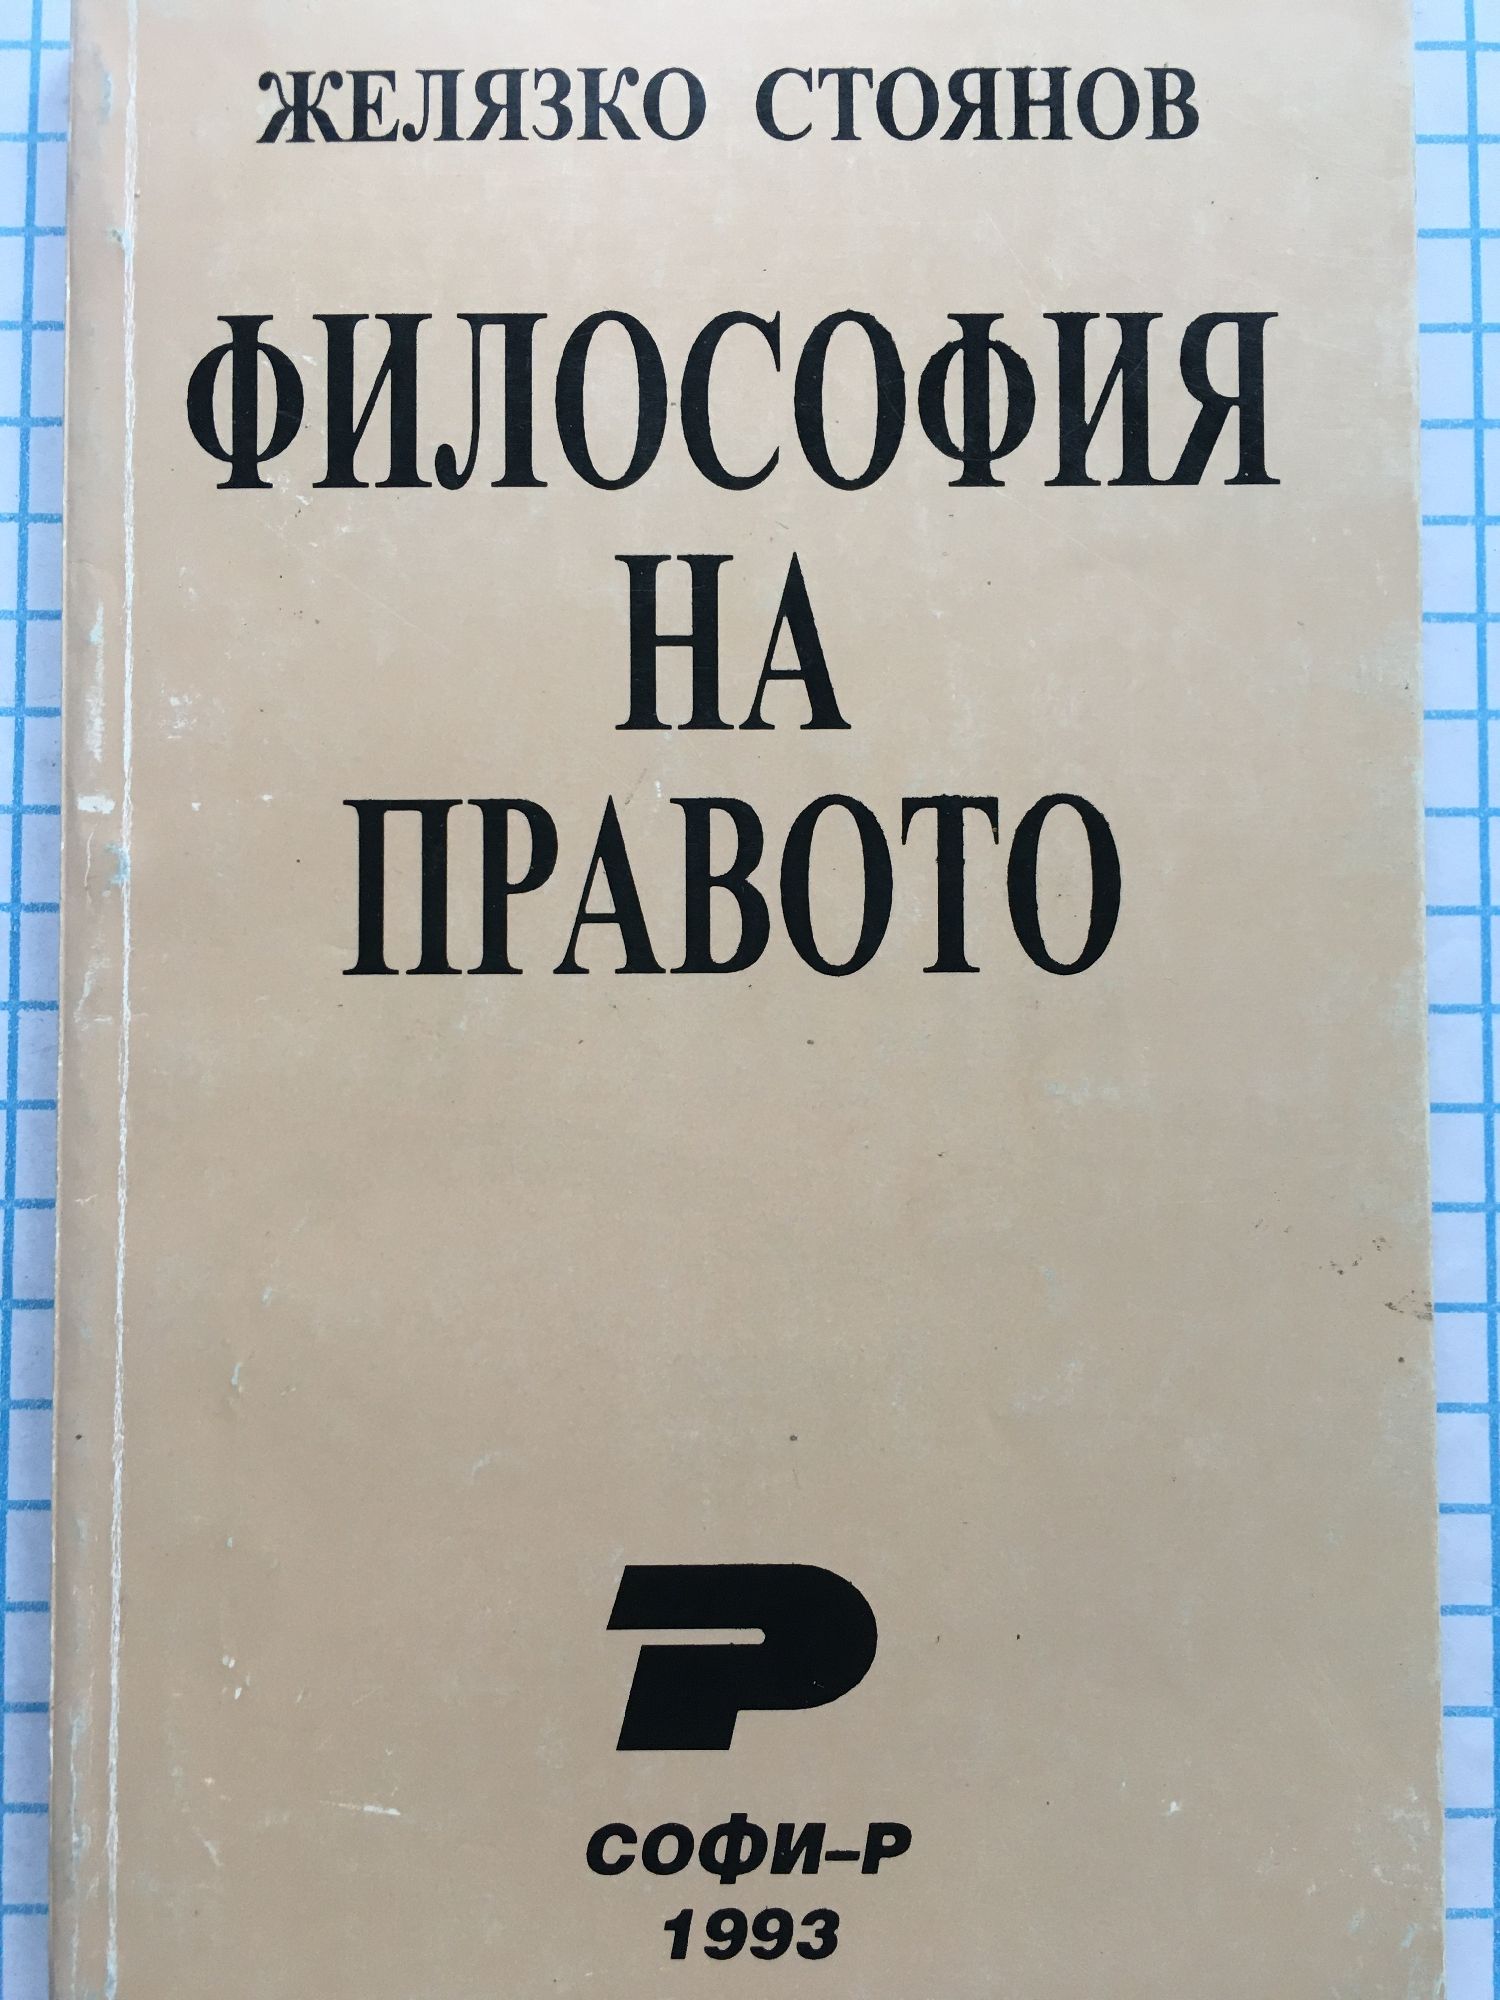 ЖЕЛЯЗКО СТОЯНОВ
ФИЛОСОФИЯ
НА
ПРАВОТО
Р
СОФИ–Р
1993